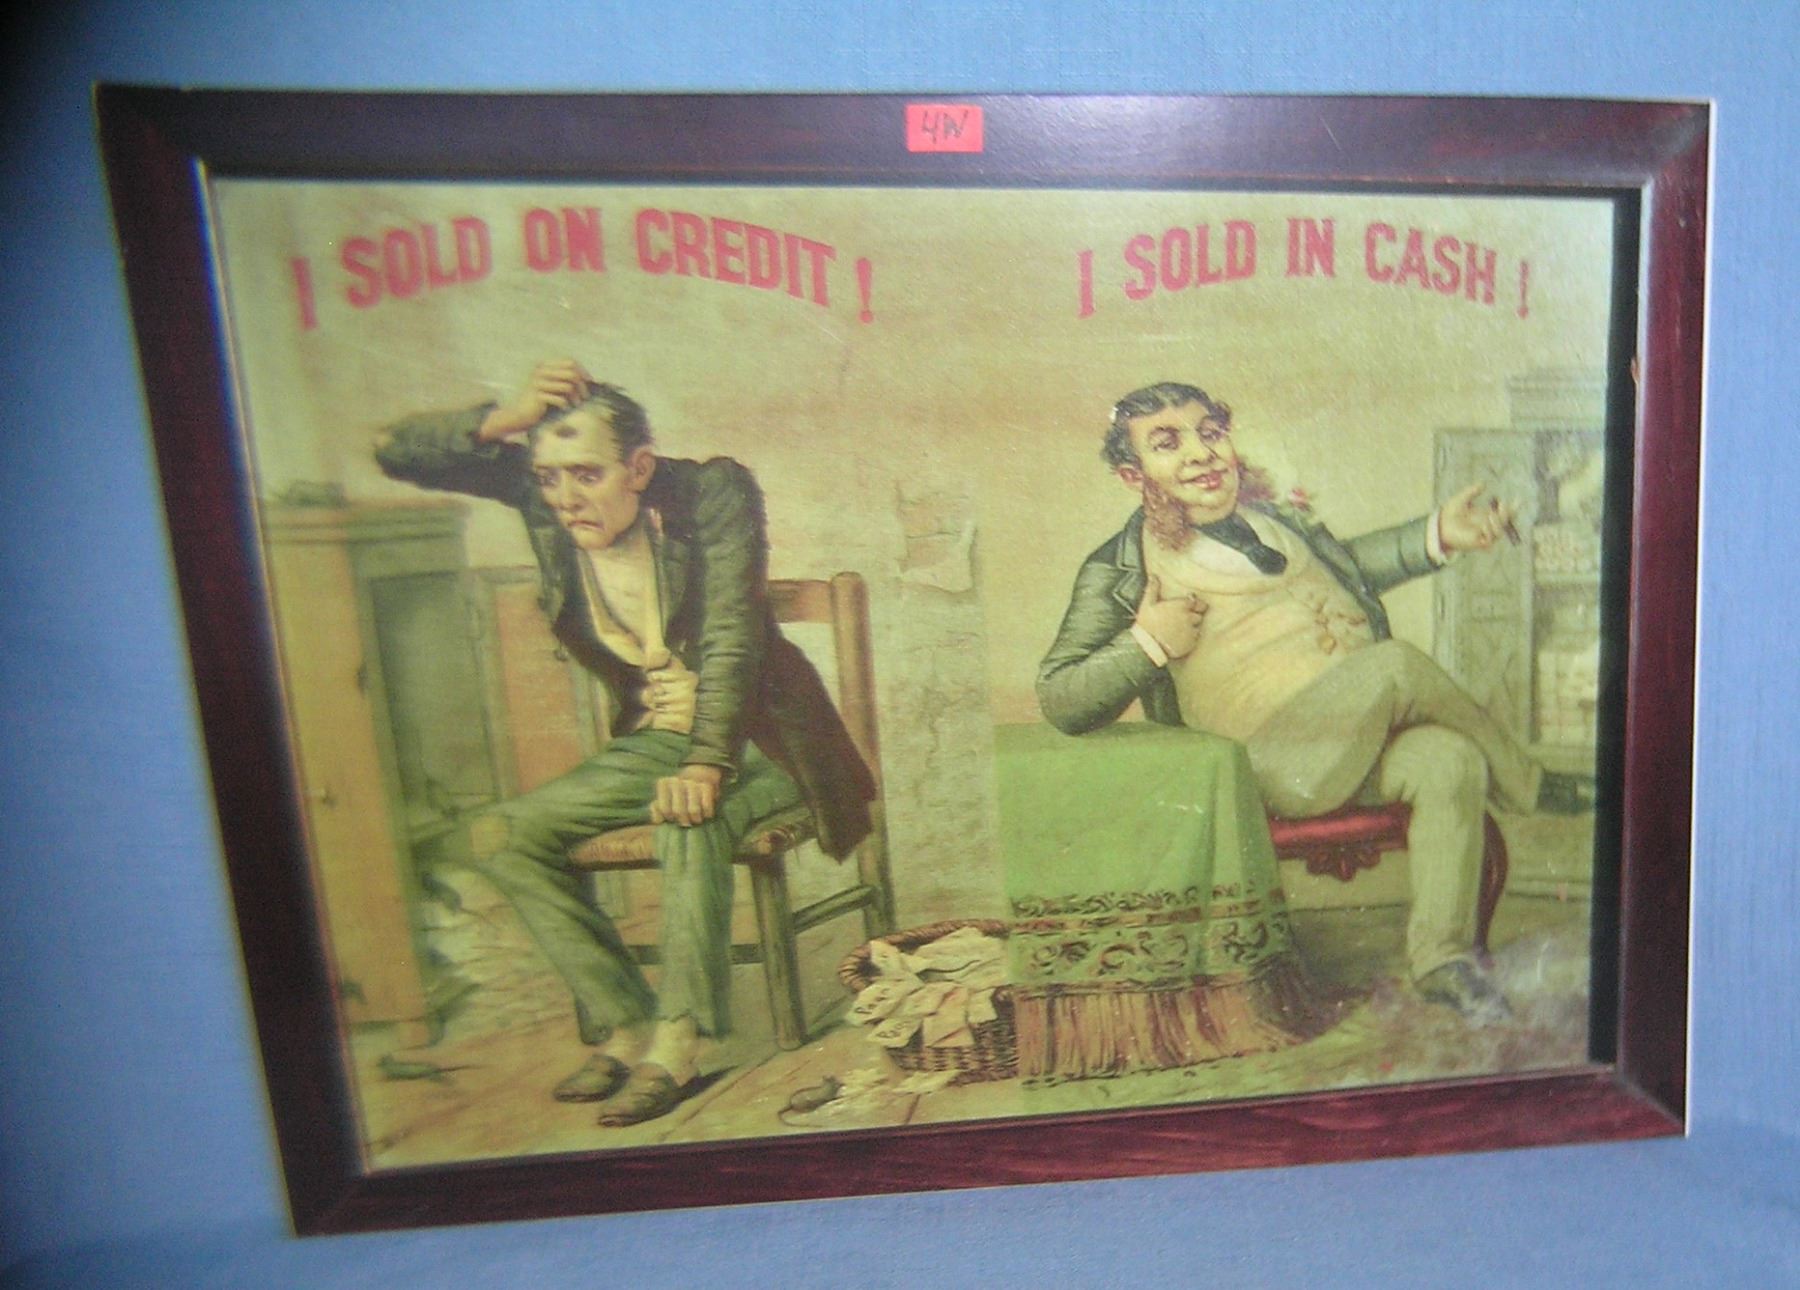 4W
I SOLD ON CREDIT!
I SOLD IN CASH!